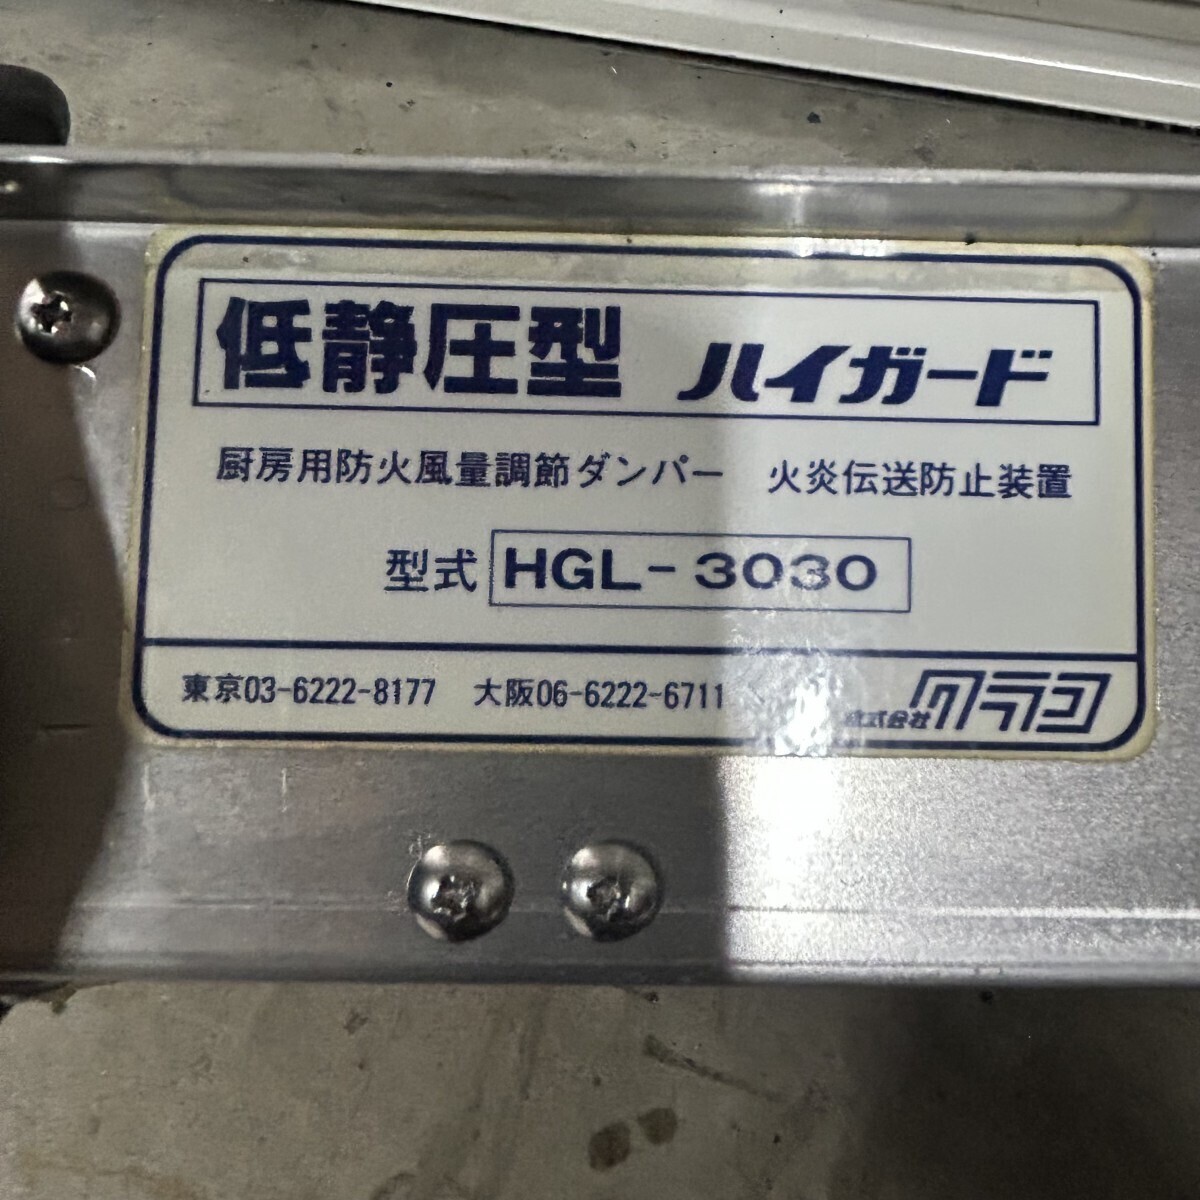 低静圧型 ハイガード
厨房用防火風量調節ダンパー 火炎伝送防止装置
型式 HGL-3030
東京03-6222-8177 大阪06-6222-6711 株式会社クラコ